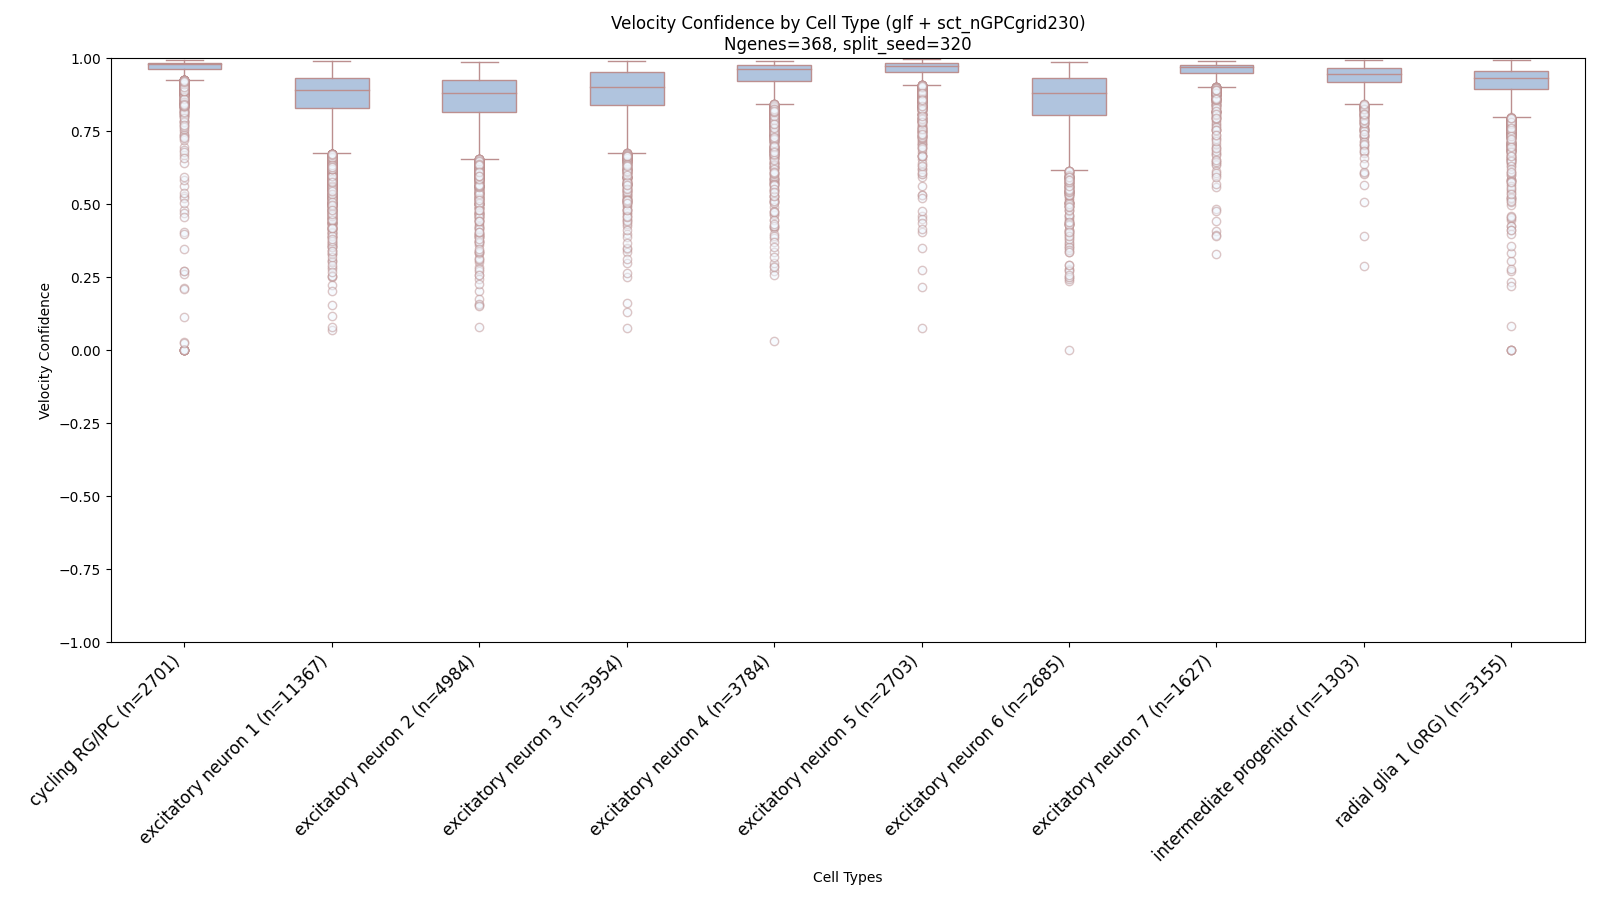 Velocity Confidence by Cell Type (glf + sct_nGPCgrid230)
Ngenes=368, split_seed=320
Velocity Confidence
1.00
0.75
0.50
0.25
0.00
−0.25
−0.50
−0.75
−1.00
cycling RG/IPC (n=2701)
excitatory neuron 1 (n=11367)
excitatory neuron 2 (n=4984)
excitatory neuron 3 (n=3954)
excitatory neuron 4 (n=3784)
excitatory neuron 5 (n=2703)
excitatory neuron 6 (n=2685)
excitatory neuron 7 (n=1627)
intermediate progenitor (n=1303)
radial glia 1 (oRG) (n=3155)
Cell Types